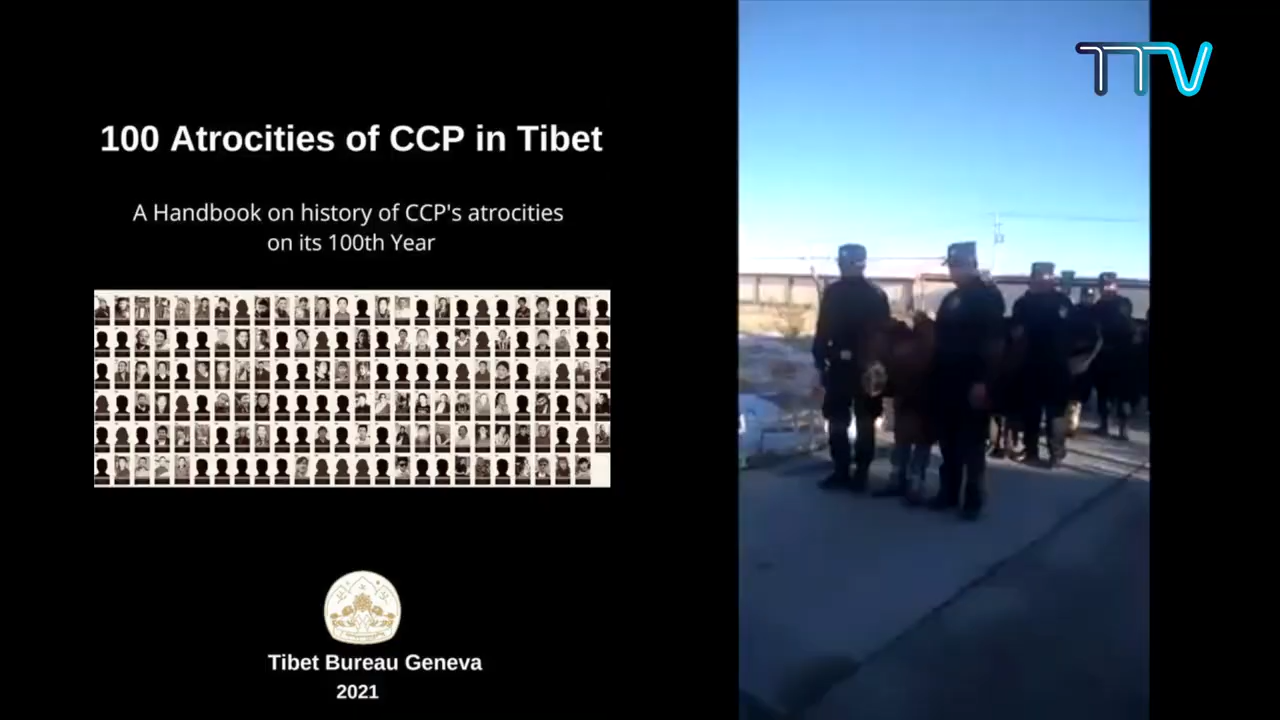 100 Atrocities of CCP in Tibet
A Handbook on history of CCP's atrocities
on its 100th Year
Tibet Bureau Geneva
2021
TTV